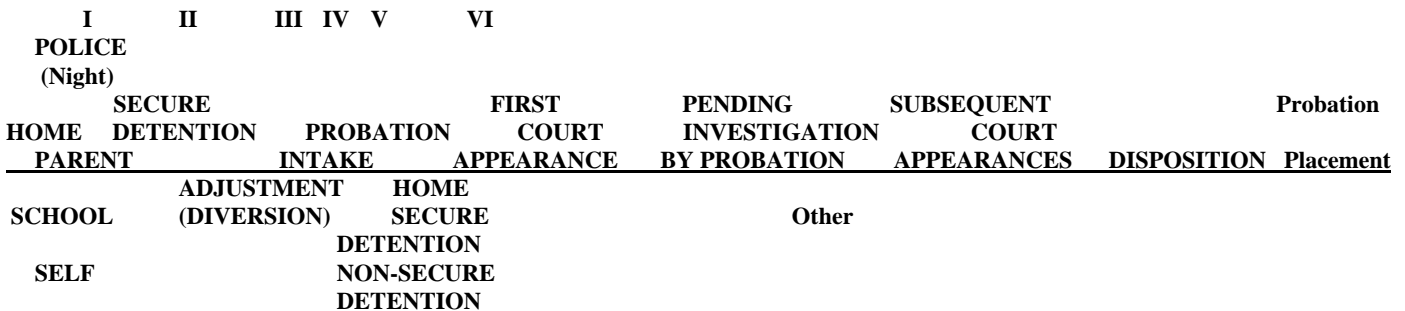 I II III IV V VI
POLICE
(Night)
SECURE FIRST PENDING SUBSEQUENT Probation
HOME DETENTION PROBATION COURT INVESTIGATION COURT
PARENT INTAKE APPEARANCE BY PROBATION APPEARANCES DISPOSITION Placement
ADJUSTMENT HOME
SCHOOL (DIVERSION) SECURE Other
DETENTION
SELF NON-SECURE
DETENTION